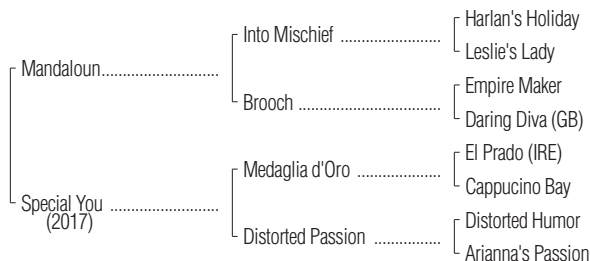 Harlan's Holiday
Into Mischief ....................
Leslie's Lady
Mandaloun........................
Empire Maker
Brooch .............................
Daring Diva (GB)
El Prado (IRE)
Medaglia d'Oro .................
Cappucino Bay
Special You ......................
(2017)
Distorted Humor
Distorted Passion .............
Arianna's Passion